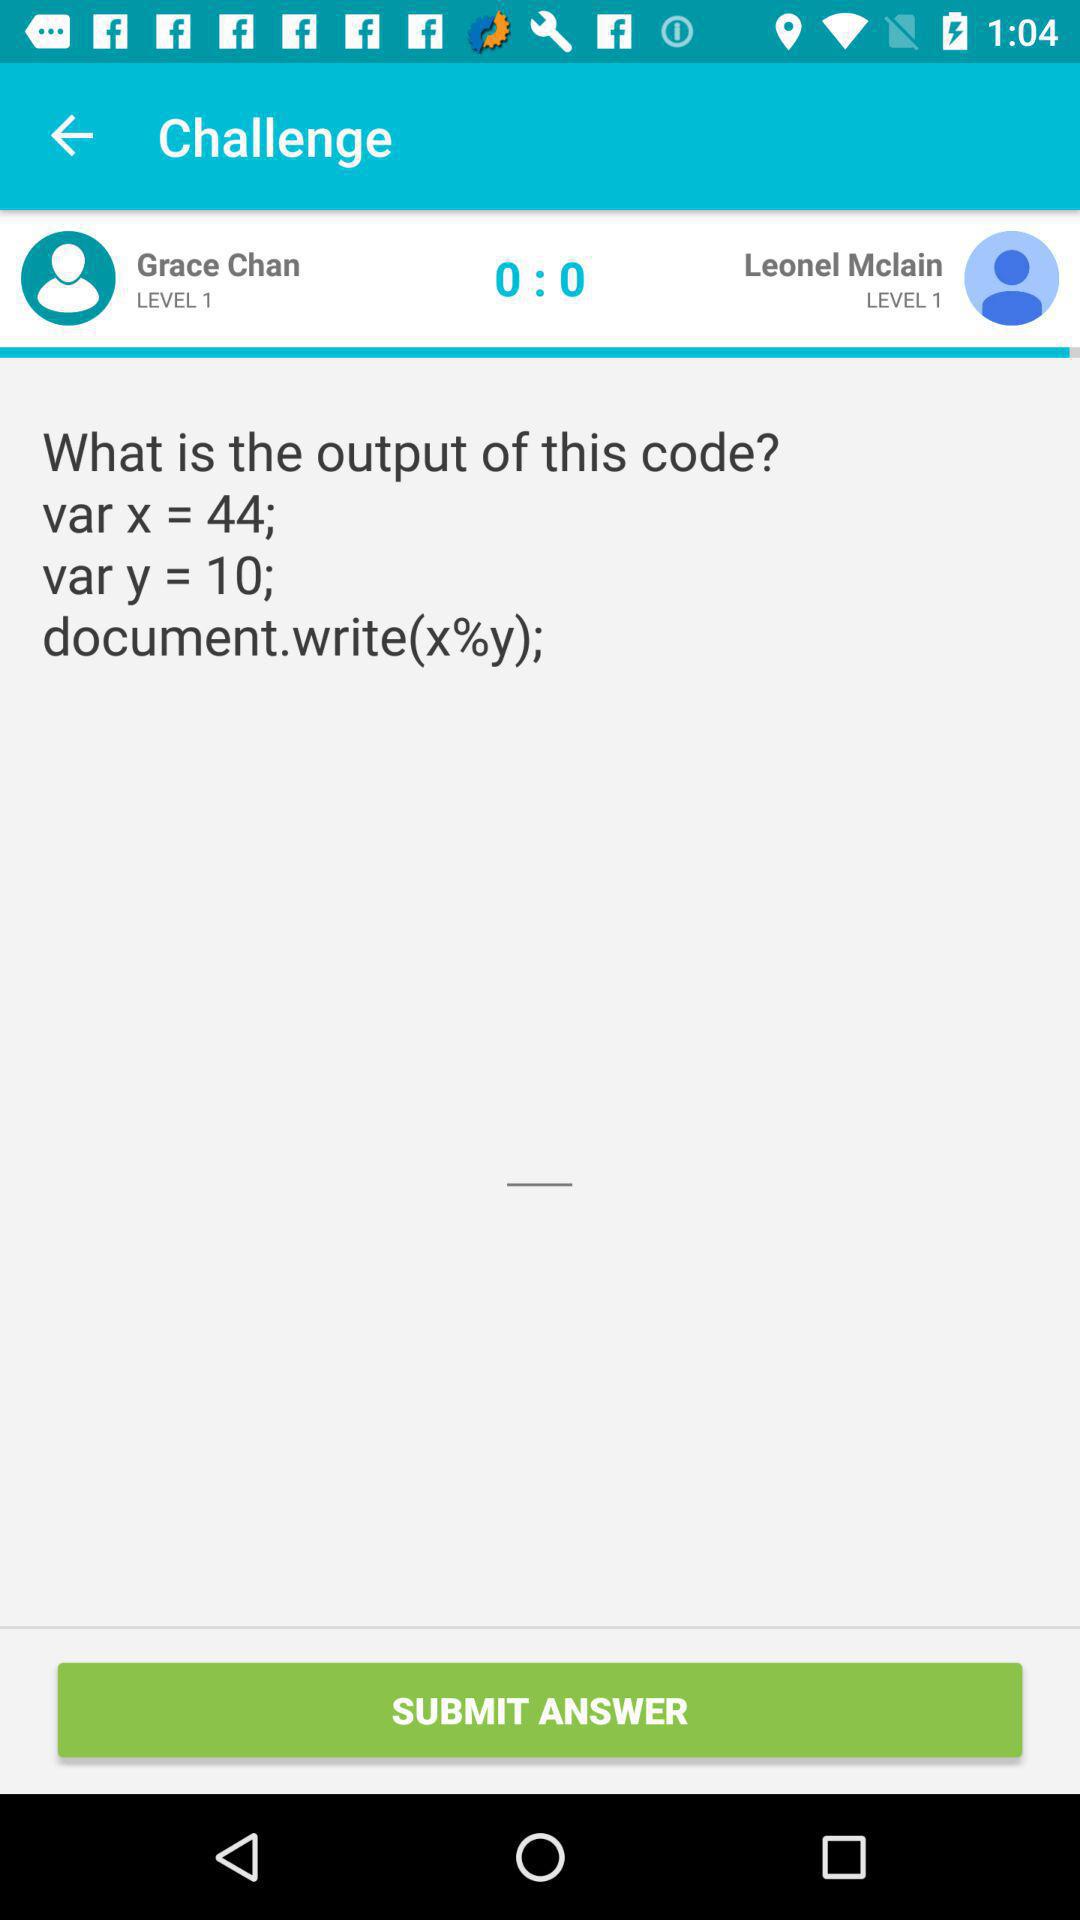 1:04
Challenge
Grace Chan
LEVEL 1
0 : 0
Leonel Mclain
LEVEL 1
What is the output of this code?
var x = 44;
var y = 10;
document.write(x%y);
SUBMIT ANSWER